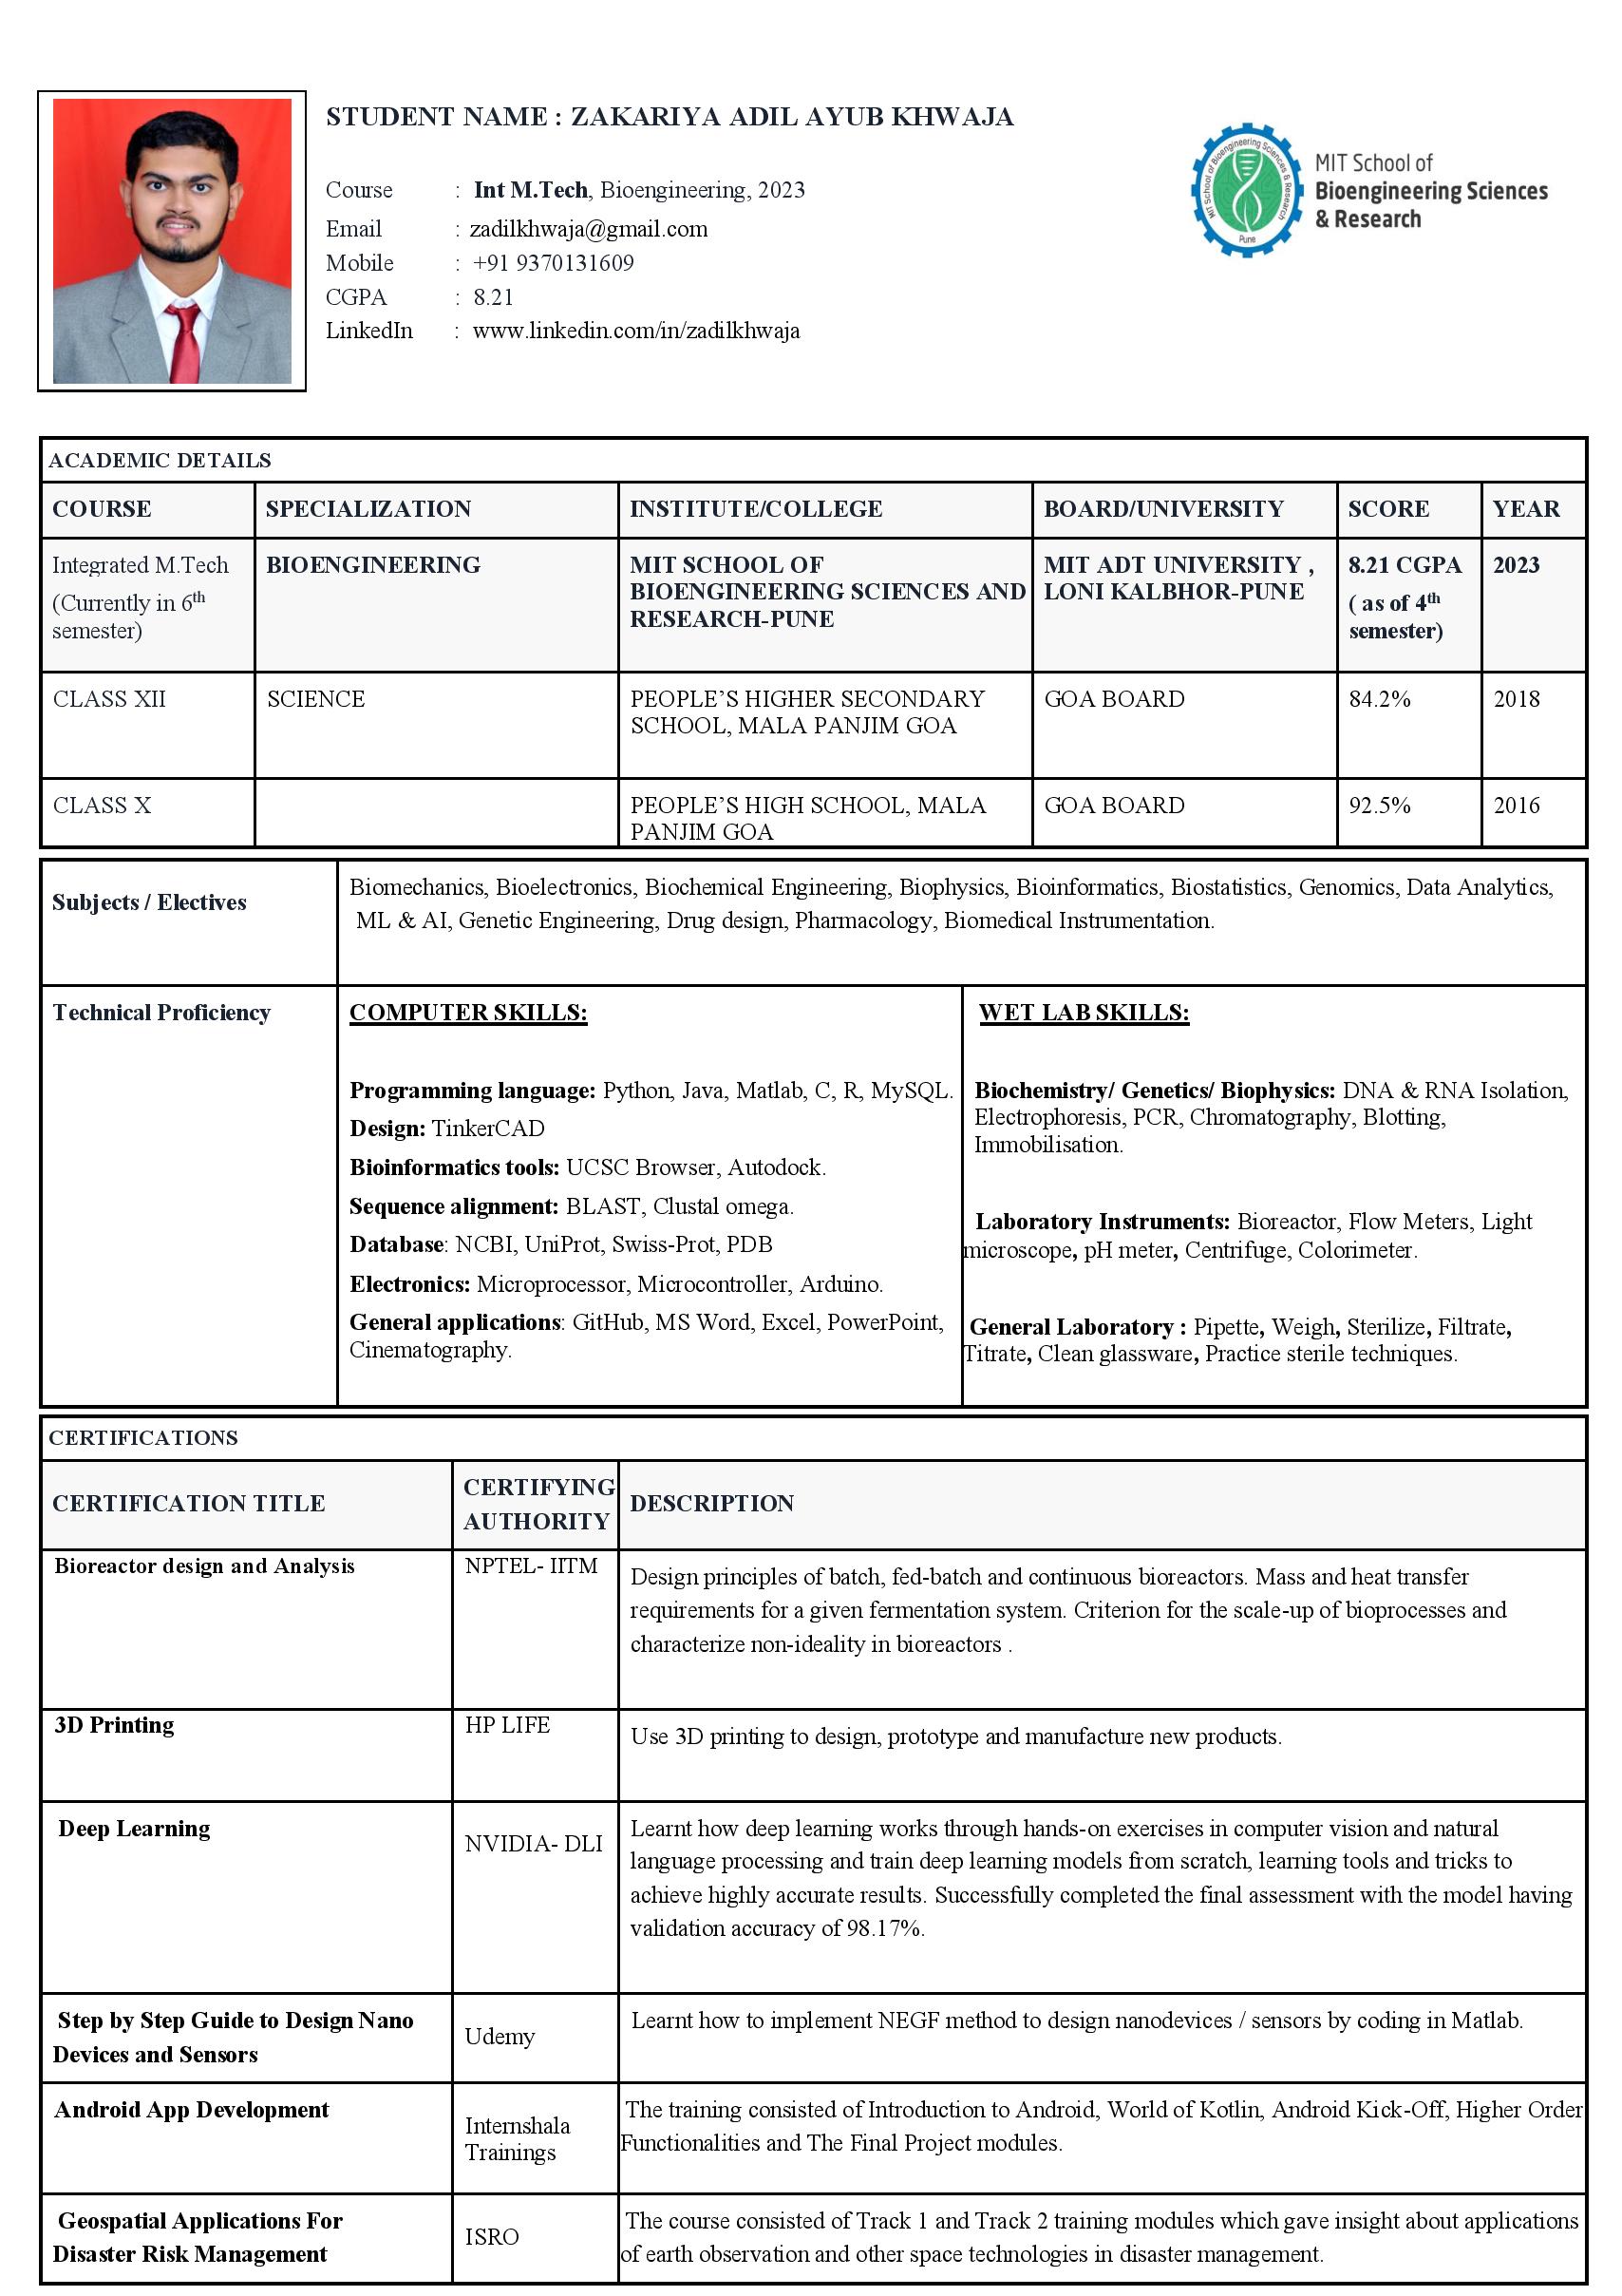 STUDENT NAME : ZAKARIYA ADIL AYUB KHWAJA
Course : Int M.Tech, Bioengineering, 2023
Email : zadilkhwaja@gmail.com
Mobile : +91 9370131609
CGPA : 8.21
LinkedIn : www.linkedin.com/in/zadilkhwaja
MIT School of Bioengineering Sciences & Research
Pune
MIT School of
Bioengineering Sciences
& Research
ACADEMIC DETAILS
COURSE SPECIALIZATION INSTITUTE/COLLEGE BOARD/UNIVERSITY SCORE YEAR
Integrated M.Tech BIOENGINEERING MIT SCHOOL OF MIT ADT UNIVERSITY , 8.21 CGPA 2023
BIOENGINEERING SCIENCES AND LONI KALBHOR-PUNE
(Currently in 6th ( as of 4th
RESEARCH-PUNE
semester) semester)
CLASS XII SCIENCE PEOPLE’S HIGHER SECONDARY GOA BOARD 84.2% 2018
SCHOOL, MALA PANJIM GOA
CLASS X PEOPLE’S HIGH SCHOOL, MALA GOA BOARD 92.5% 2016
PANJIM GOA
Subjects / Electives
Biomechanics, Bioelectronics, Biochemical Engineering, Biophysics, Bioinformatics, Biostatistics, Genomics, Data Analytics,
ML & AI, Genetic Engineering, Drug design, Pharmacology, Biomedical Instrumentation.
Technical Proficiency
COMPUTER SKILLS:
Programming language: Python, Java, Matlab, C, R, MySQL.
Design: TinkerCAD
Bioinformatics tools: UCSC Browser, Autodock.
Sequence alignment: BLAST, Clustal omega.
Database: NCBI, UniProt, Swiss-Prot, PDB
Electronics: Microprocessor, Microcontroller, Arduino.
General applications: GitHub, MS Word, Excel, PowerPoint,
Cinematography.
WET LAB SKILLS:
Biochemistry/ Genetics/ Biophysics: DNA & RNA Isolation,
Electrophoresis, PCR, Chromatography, Blotting,
Immobilisation.
Laboratory Instruments: Bioreactor, Flow Meters, Light
microscope, pH meter, Centrifuge, Colorimeter.
General Laboratory : Pipette, Weigh, Sterilize, Filtrate,
Titrate, Clean glassware, Practice sterile techniques.
CERTIFICATIONS
CERTIFICATION TITLE
CERTIFYING
AUTHORITY
DESCRIPTION
Bioreactor design and Analysis
NPTEL- IITM
Design principles of batch, fed-batch and continuous bioreactors. Mass and heat transfer
requirements for a given fermentation system. Criterion for the scale-up of bioprocesses and
characterize non-ideality in bioreactors .
3D Printing
HP LIFE
Use 3D printing to design, prototype and manufacture new products.
Deep Learning
NVIDIA- DLI
Learnt how deep learning works through hands-on exercises in computer vision and natural
language processing and train deep learning models from scratch, learning tools and tricks to
achieve highly accurate results. Successfully completed the final assessment with the model having
validation accuracy of 98.17%.
Step by Step Guide to Design Nano
Devices and Sensors
Udemy
Learnt how to implement NEGF method to design nanodevices / sensors by coding in Matlab.
Android App Development
Internshala
Trainings
The training consisted of Introduction to Android, World of Kotlin, Android Kick-Off, Higher Order
Functionalities and The Final Project modules.
Geospatial Applications For
Disaster Risk Management
ISRO
The course consisted of Track 1 and Track 2 training modules which gave insight about applications
of earth observation and other space technologies in disaster management.